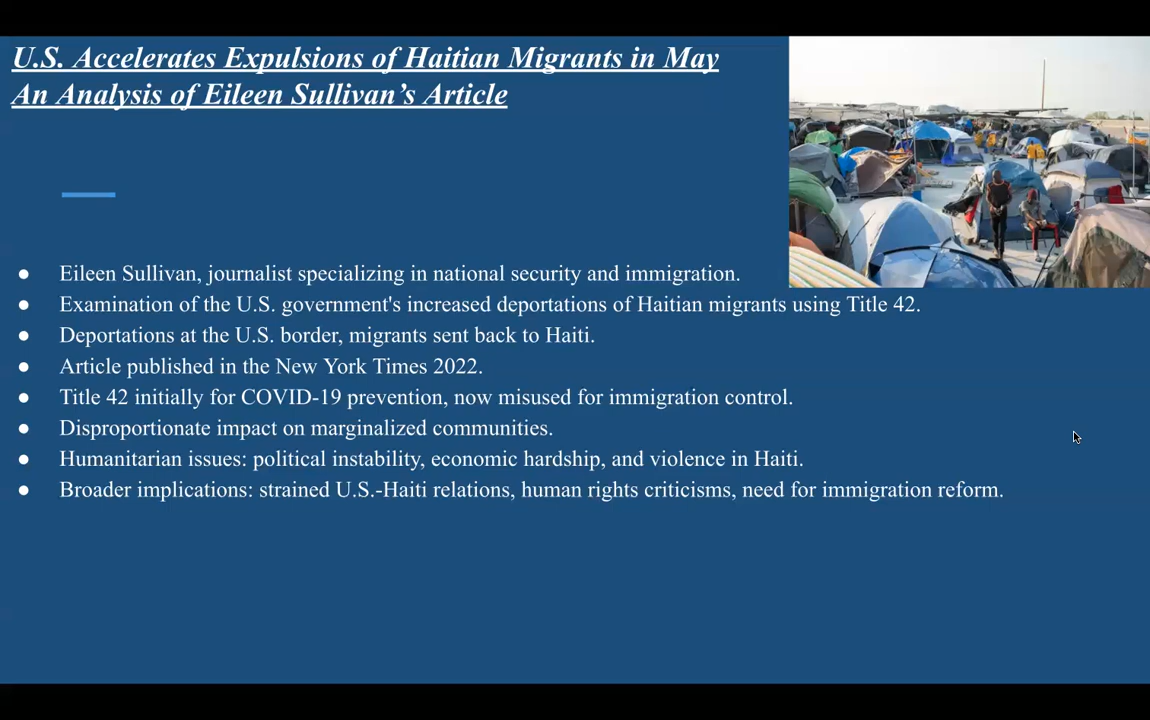 U.S. Accelerates Expulsions of Haitian Migrants in May
An Analysis of Eileen Sullivan’s Article
● Eileen Sullivan, journalist specializing in national security and immigration.
● Examination of the U.S. government's increased deportations of Haitian migrants using Title 42.
● Deportations at the U.S. border, migrants sent back to Haiti.
● Article published in the New York Times 2022.
● Title 42 initially for COVID-19 prevention, now misused for immigration control.
● Disproportionate impact on marginalized communities.
● Humanitarian issues: political instability, economic hardship, and violence in Haiti.
● Broader implications: strained U.S.-Haiti relations, human rights criticisms, need for immigration reform.